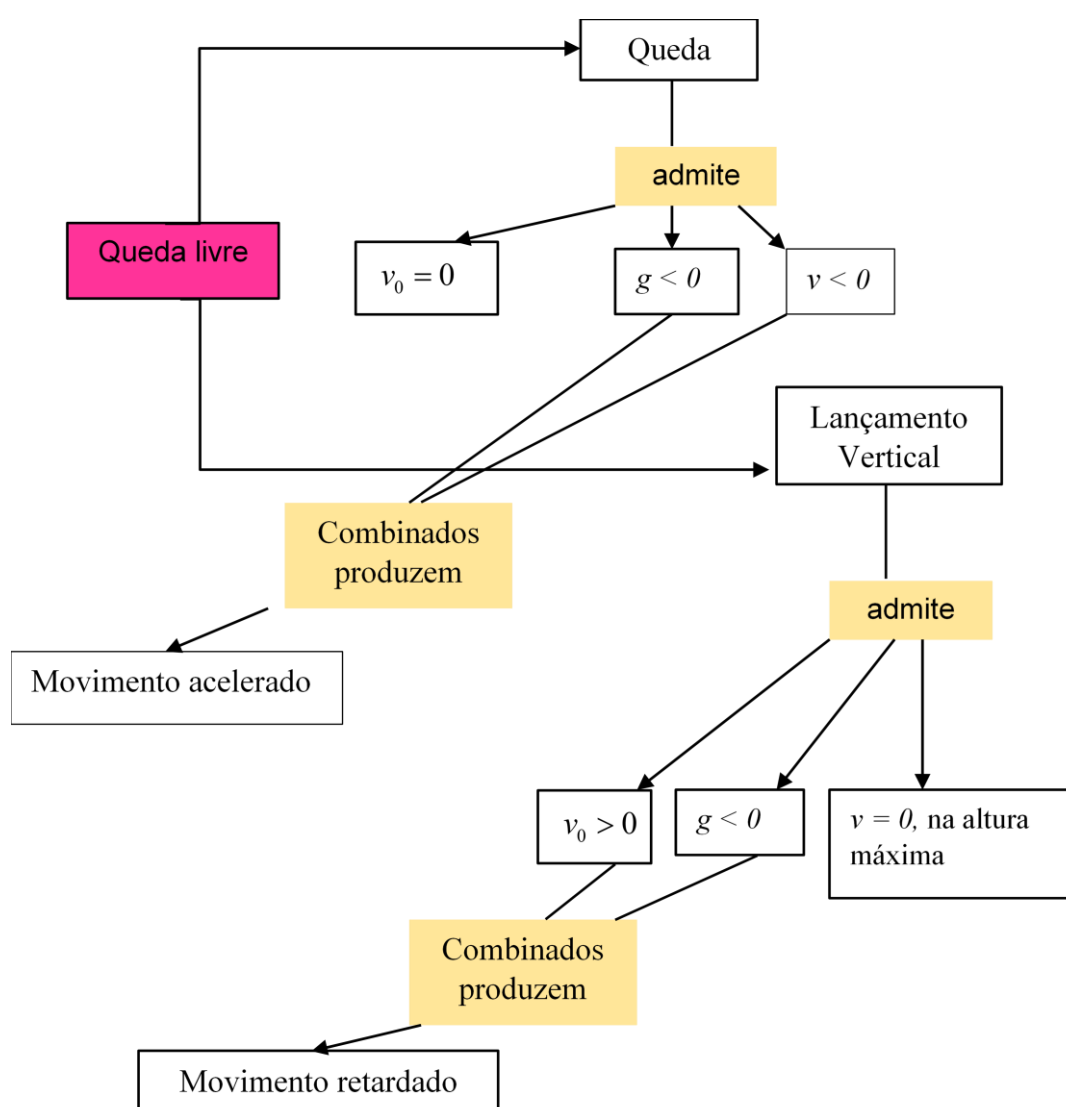 Queda
admite
Queda livre
v₀ = 0
g < 0
v < 0
Lançamento
Vertical
Combinados
produzem
admite
Movimento acelerado
v₀ > 0
g < 0
v = 0, na altura
máxima
Combinados
produzem
Movimento retardado